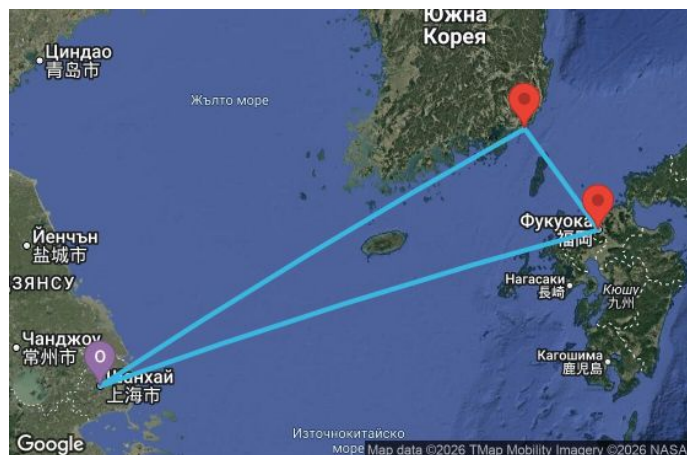 Южна
Корея
Циндао
青岛市
Жълто море
Фукуока
福岡
Йенчън
盐城市
ДЗЯНСУ
Нагасаки
長崎
Кюшу
九州
Чанджоу
常州市
O
Шанхай
上海市
Кагошима
鹿児島
Източнокитайско
море
Google
Map data ©2026 TMap Mobility Imagery ©2026 NASA